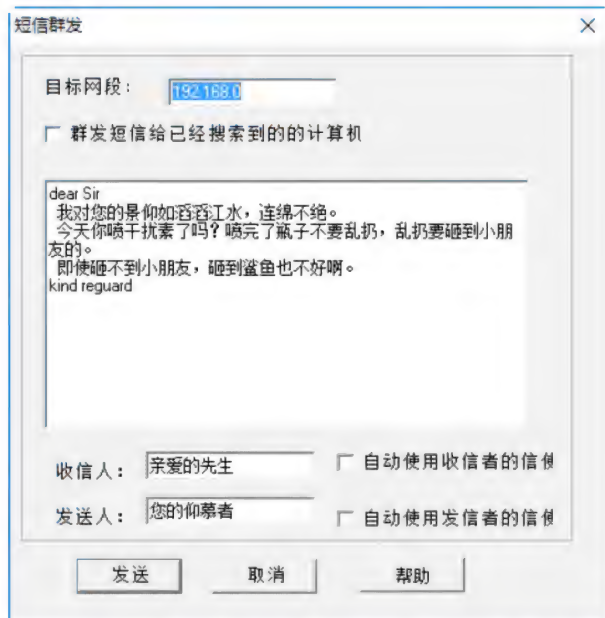 短信群发
目标网段：
192.168.0
群发短信给已经搜索到的的计算机
dear Sir
我对您的景仰如滔滔江水，连绵不绝。
今天你喷干扰素了吗？喷完了瓶子不要乱扔，乱扔要砸到小朋
友的。
即使砸不到小朋友，砸到鲨鱼也不好啊。
kind reguard
收信人：
亲爱的先生
自动使用收信者的信使
发送人：
您的仰慕者
自动使用发信者的信使
发送
取消
帮助